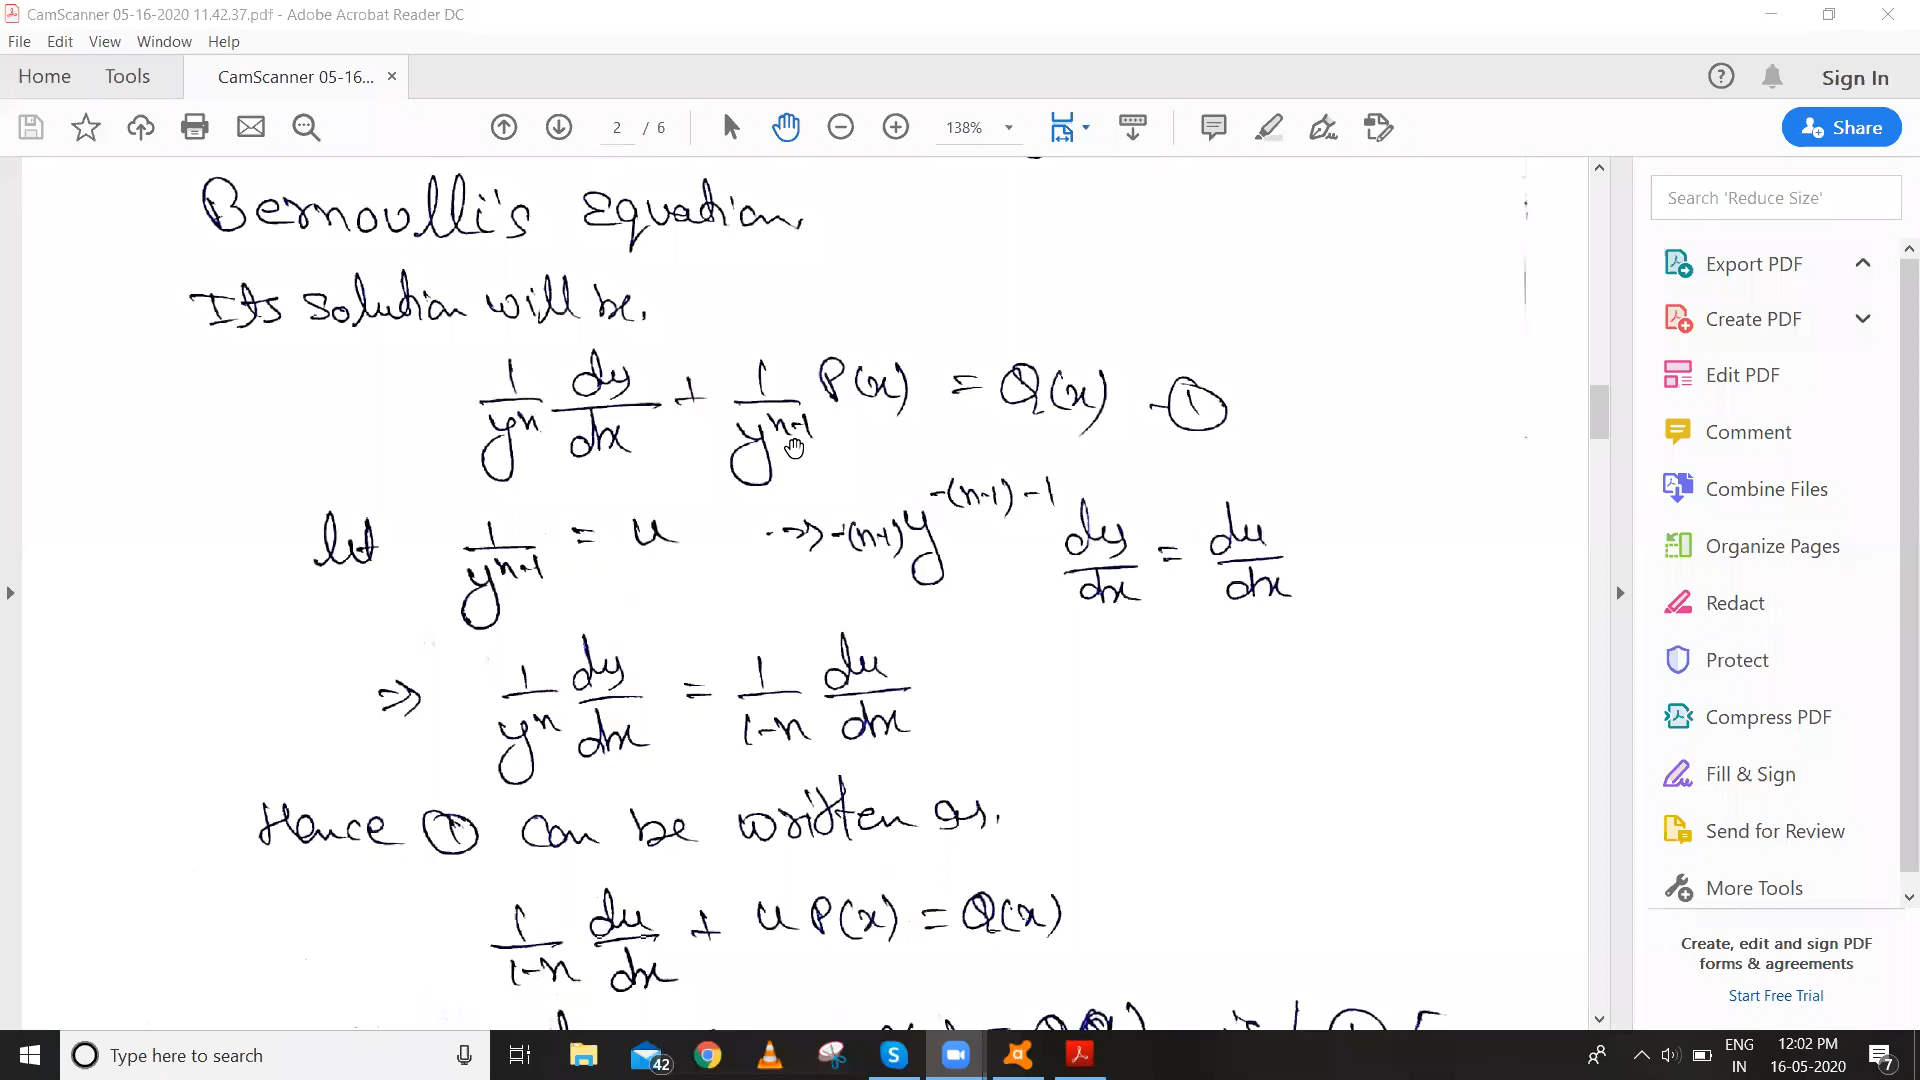 CamScanner 05-16-2020 11.42.37.pdf - Adobe Acrobat Reader DC
File Edit View Window Help
Home Tools CamScanner 05-16... × Sign In
2 / 6 138% Share
Bernoulli's Equation.
Its solution will be.
1/yⁿ dy/dx + 1/yⁿ⁻¹ P(x) = Q(x) -①
let 1/yⁿ⁻¹ = u ⇒ -(n-1) y^(-(n-1)-1) dy/dx = du/dx
⇒ 1/yⁿ dy/dx = 1/(1-n) du/dx
Hence ① can be written as.
1/(1-n) du/dx + u P(x) = Q(x)
Search 'Reduce Size'
Export PDF
Create PDF
Edit PDF
Comment
Combine Files
Organize Pages
Redact
Protect
Compress PDF
Fill & Sign
Send for Review
More Tools
Create, edit and sign PDF
forms & agreements
Start Free Trial
Type here to search
42
ENG
IN
12:02 PM
16-05-2020
7